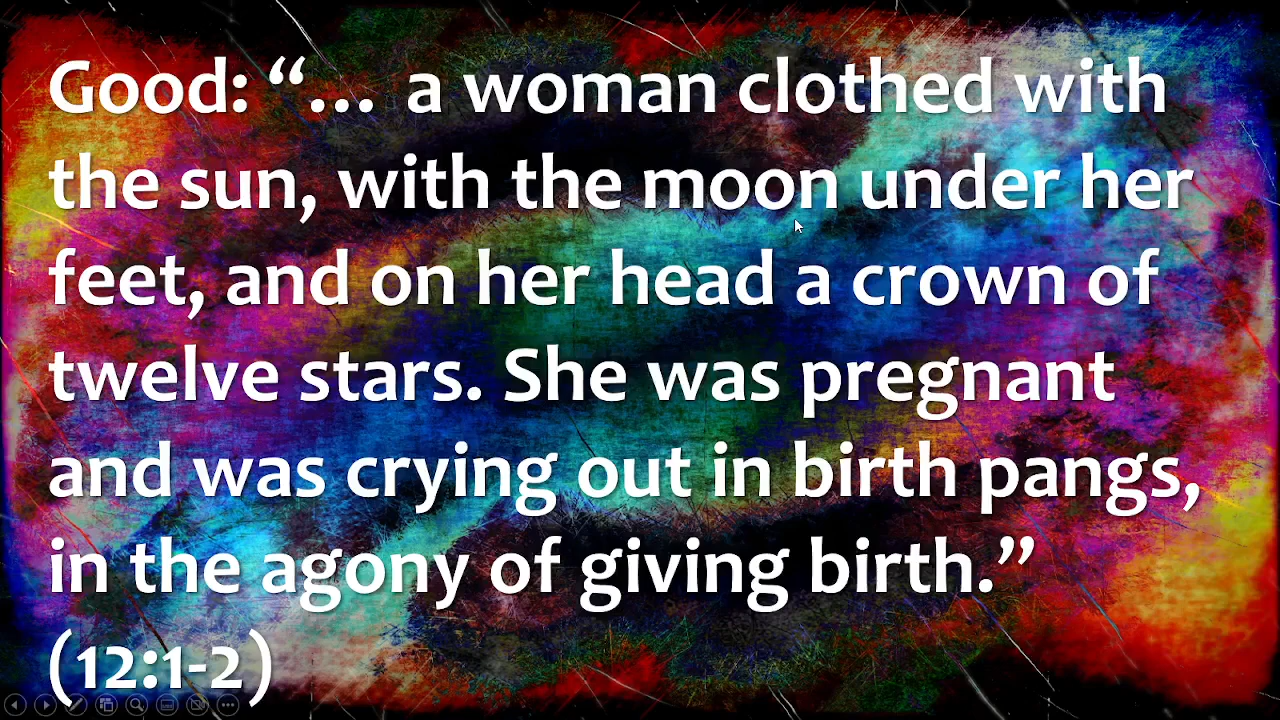 Good: “… a woman clothed with
the sun, with the moon under her
feet, and on her head a crown of
twelve stars. She was pregnant
and was crying out in birth pangs,
in the agony of giving birth.”
(12:1-2)